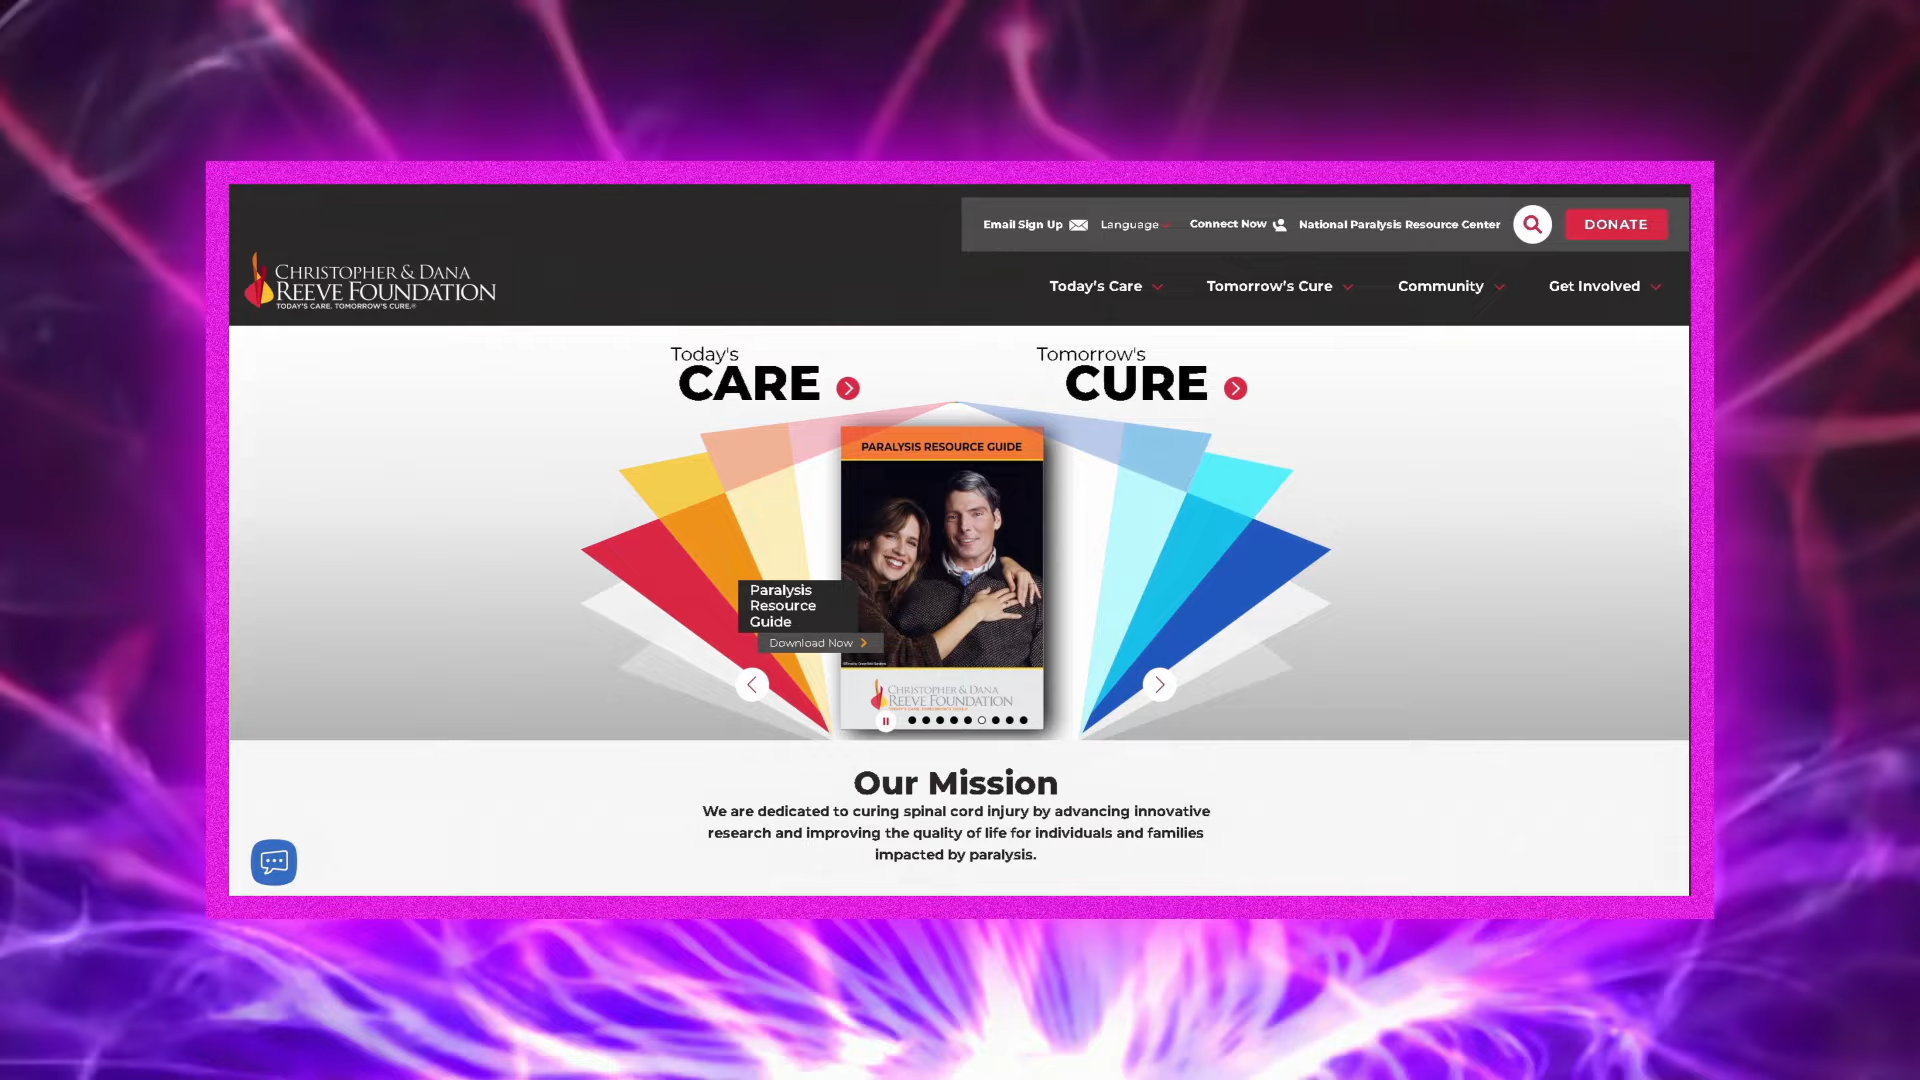 Email Sign Up
Language
Connect Now
National Paralysis Resource Center
DONATE
CHRISTOPHER & DANA
REEVE FOUNDATION
TODAY'S CARE. TOMORROW'S CURE.®
Today's Care
Tomorrow's Cure
Community
Get Involved
Today's
CARE
Tomorrow's
CURE
PARALYSIS RESOURCE GUIDE
Paralysis
Resource
Guide
Download Now
CHRISTOPHER & DANA
REEVE FOUNDATION
Our Mission
We are dedicated to curing spinal cord injury by advancing innovative
research and improving the quality of life for individuals and families
impacted by paralysis.